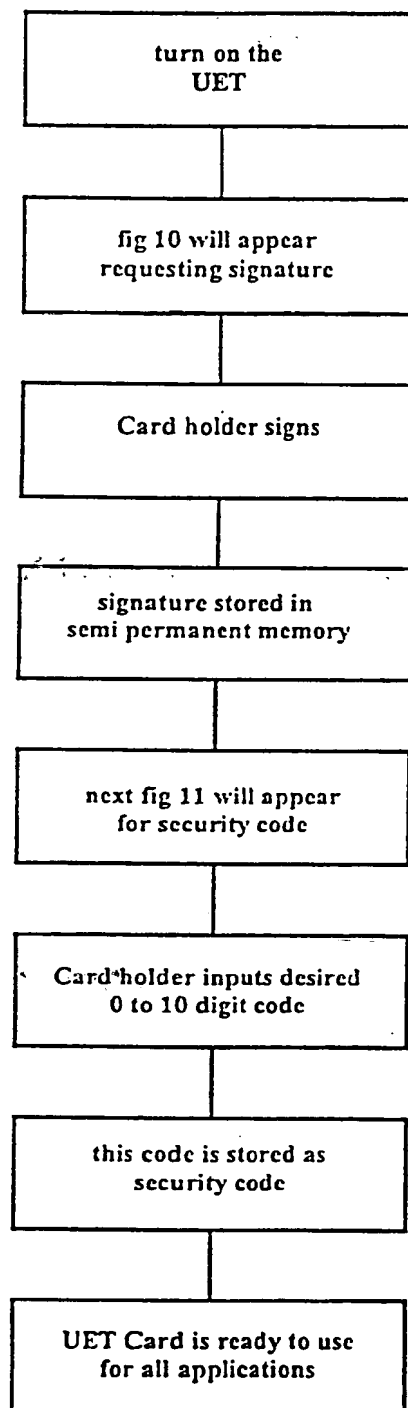 turn on the
UET
fig 10 will appear
requesting signature
Card holder signs
signature stored in
semi permanent memory
next fig 11 will appear
for security code
Card holder inputs desired
0 to 10 digit code
this code is stored as
security code
UET Card is ready to use
for all applications